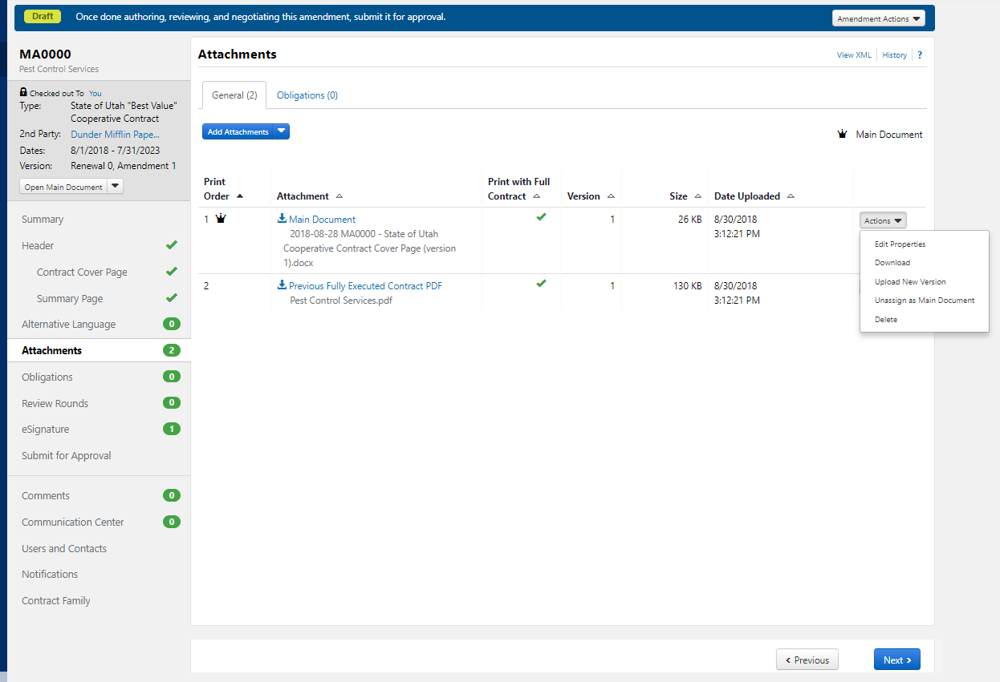 Draft
Once done authoring, reviewing, and negotiating this amendment, submit it for approval.
Amendment Actions
MA0000
Pest Control Services
Checked out To You
Type: State of Utah "Best Value"
Cooperative Contract
2nd Party: Dunder Mifflin Pape...
Dates: 8/1/2018 - 7/31/2023
Version: Renewal 0, Amendment 1
Open Main Document
Summary
Header
Contract Cover Page
Summary Page
Alternative Language 0
Attachments 2
Obligations 0
Review Rounds 0
eSignature 1
Submit for Approval
Comments 0
Communication Center 0
Users and Contacts
Notifications
Contract Family
Attachments
View XML History ?
General (2) Obligations (0)
Add Attachments
Main Document
Print
Order Attachment Print with Full
Contract Version Size Date Uploaded
1 Main Document 1 26 KB 8/30/2018
2018-08-28 MA0000 - State of Utah 3:12:21 PM
Cooperative Contract Cover Page (version
1).docx
2 Previous Fully Executed Contract PDF 1 130 KB 8/30/2018
Pest Control Services.pdf 3:12:21 PM
Actions
Edit Properties
Download
Upload New Version
Unassign as Main Document
Delete
Previous
Next